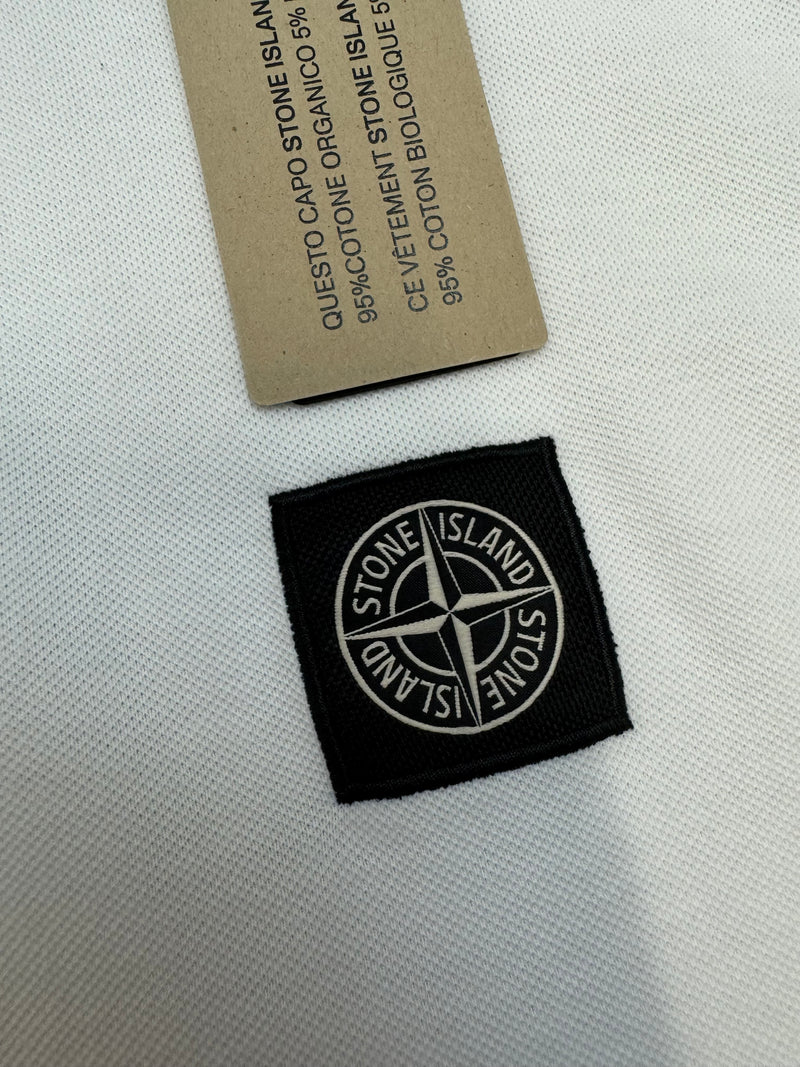 QUESTO CAPO STONE ISLAN
95%COTONE ORGANICO 5%
CE VÊTEMENT STONE ISLAN
95% COTON BIOLOGIQUE 5%
STONE ISLAND
STONE ISLAND